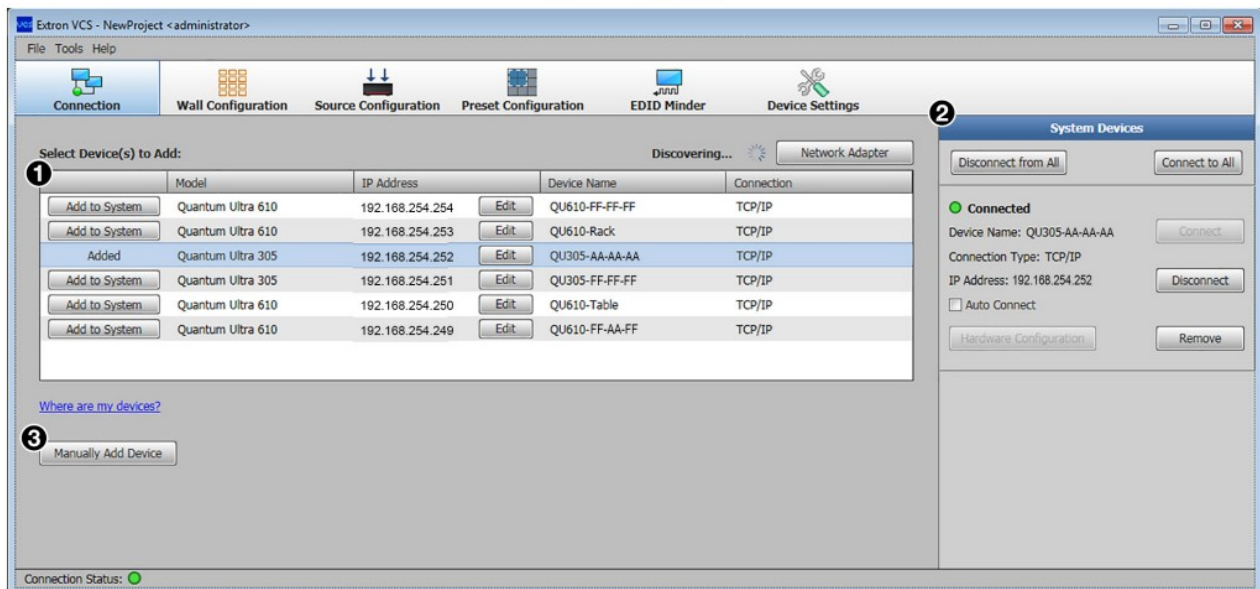 VCS Extron VCS - NewProject <administrator>
File Tools Help
Connection Wall Configuration Source Configuration Preset Configuration EDID Minder Device Settings
2
System Devices
Select Device(s) to Add: Discovering... Network Adapter
Disconnect from All Connect to All
1
Model IP Address Device Name Connection
Add to System Quantum Ultra 610 192.168.254.254 Edit QU610-FF-FF-FF TCP/IP
Add to System Quantum Ultra 610 192.168.254.253 Edit QU610-Rack TCP/IP
Added Quantum Ultra 305 192.168.254.252 Edit QU305-AA-AA-AA TCP/IP
Add to System Quantum Ultra 305 192.168.254.251 Edit QU305-FF-FF-FF TCP/IP
Add to System Quantum Ultra 610 192.168.254.250 Edit QU610-Table TCP/IP
Add to System Quantum Ultra 610 192.168.254.249 Edit QU610-FF-AA-FF TCP/IP
Connected
Device Name: QU305-AA-AA-AA Connect
Connection Type: TCP/IP
IP Address: 192.168.254.252 Disconnect
Auto Connect
Hardware Configuration Remove
Where are my devices?
3
Manually Add Device
Connection Status: